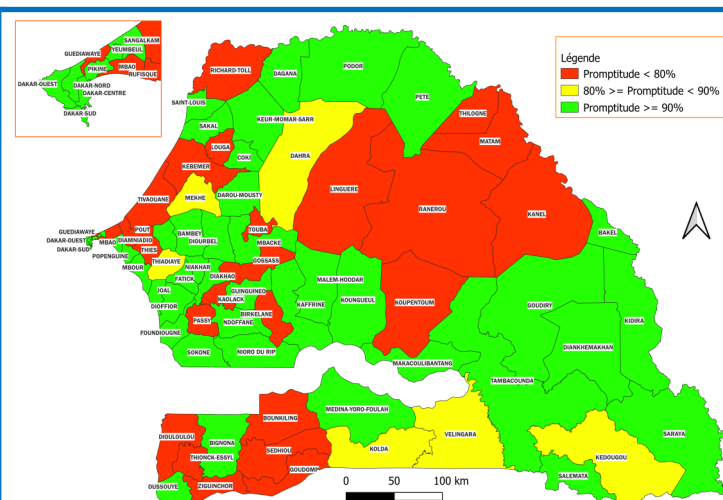 SANGALKAM
YEUMBEUL
GUEDIAWAYE
PIKINE
MBAO
RUFISQUE
DAKAR-OUEST
DAKAR-NORD
DAKAR-CENTRE
DAKAR-SUD
Légende
Promptitude < 80%
80% >= Promptitude < 90%
Promptitude >= 90%
RICHARD-TOLL
DAGANA
PODOR
PETE
SAINT-LOUIS
THILOGNE
SAKAL
KEUR-MOMAR-SARR
MATAM
LOUGA
COKI
DAHRA
KEBEMER
LINGUERE
TIVAOUANE
MEKHE
DAROU-MOUSTY
RANEROU
KANEL
GUEDIAWAYE
POUT
BAMBEY
TOUBA
BAKEL
DAKAR-OUEST
MBAO
DIAMNIADIO
DIOURBEL
MBACKE
DAKAR-SUD
THIES
POPENGUINE
THIADIAYE
GOSSASS
MBOUR
NIAKHAR
FATICK
DIAKHAO
MALEM-HODDAR
JOAL
GUINGUINEO
KAOLACK
KAFFRINE
KOUNGUEUL
KOUPENTOUM
GOUDIRY
DIOFFIOR
BIRKELANE
PASSY
NDOFFANE
KIDIRA
FOUNDIOUGNE
SOKONE
NIORO DU RIP
DIANKHEMAKHAN
MAKACOULIBANTANG
TAMBACOUNDA
MEDINA-YORO-FOULAH
BOUNKILING
VELINGARA
SARAYA
DIOULOULOU
BIGNONA
KOLDA
THIONCK-ESSYL
SEDHIOU
KEDOUGOU
GOUDOMP
SALEMATA
OUSSOUYE
ZIGUINCHOR
0 50 100 km